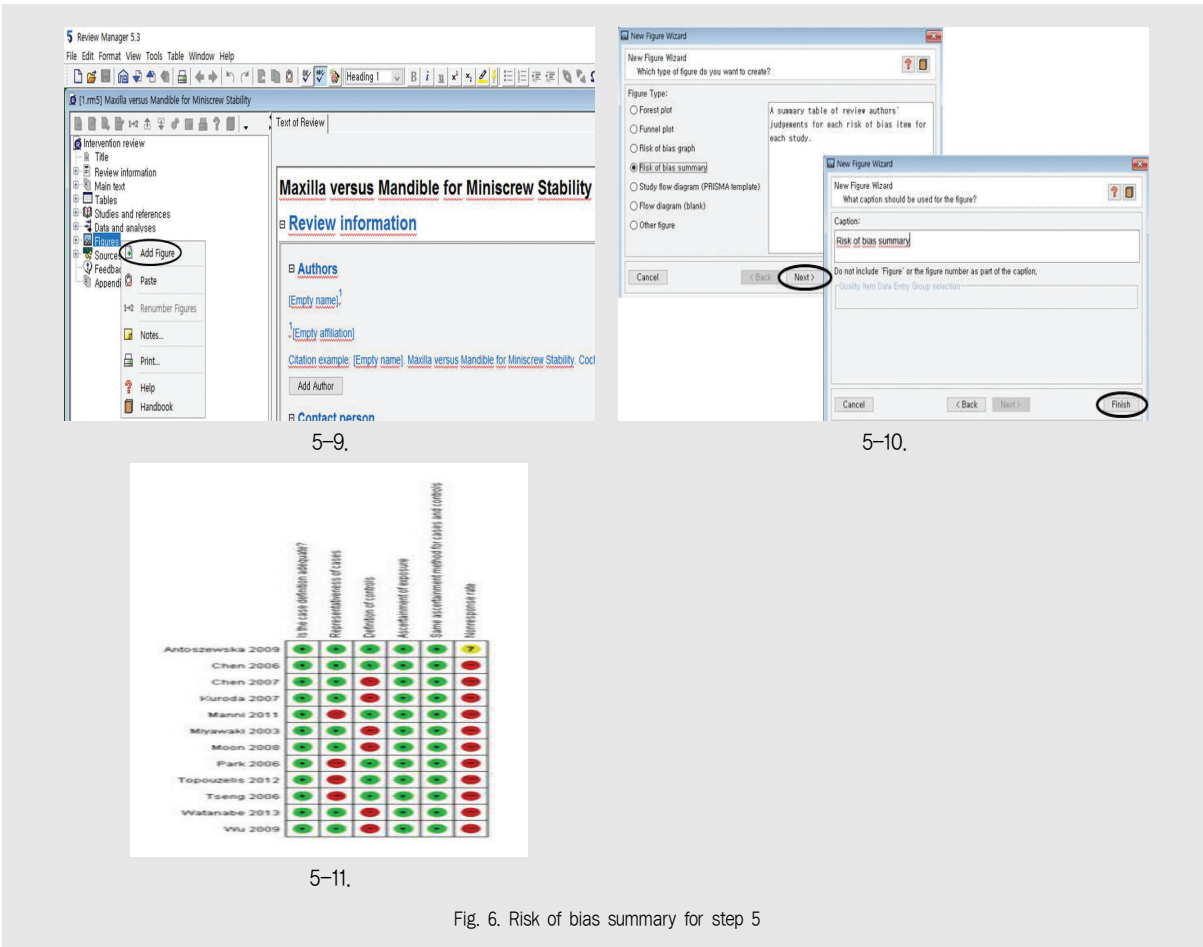 Review Manager 5.3
File Edit Format View Tools Table Window Help
Heading 1
B i u x² x₂
[1.rm5] Maxilla versus Mandible for Miniscrew Stability
Intervention review
Title
Review information
Main text
Tables
Studies and references
Data and analyses
Figures
Sources
Feedbac
Appendi
Add Figure
Paste
1↔2 Renumber Figures
Notes...
Print...
Help
Handbook
Text of Review
Maxilla versus Mandible for Miniscrew Stability
Review information
Authors
[Empty name]¹
¹[Empty affiliation]
Citation example: [Empty name]. Maxilla versus Mandible for Miniscrew Stability. Coch
Add Author
Contact person
5-9.
New Figure Wizard
New Figure Wizard
Which type of figure do you want to create?
Figure Type:
Forest plot
Funnel plot
Risk of bias graph
Risk of bias summary
Study flow diagram (PRISMA template)
Flow diagram (blank)
Other figure
A summary table of review authors'
judgements for each risk of bias item for
each study.
Cancel
< Back
Next >
New Figure Wizard
New Figure Wizard
What caption should be used for the figure?
Caption:
Risk of bias summary
Do not include 'Figure' or the figure number as part of the caption.
Quality Item Data Entry Group selection
Cancel
< Back
Next >
Finish
5-10.
Is the case definition adequate?
Representativeness of cases
Definition of controls
Ascertainment of exposure
Same ascertainment method for cases and controls
Nonresponse rate
Antoszewska 2009 + + + + + ?
Chen 2006 + + + + + -
Chen 2007 + + - + + -
Kuroda 2007 + + - + + -
Manni 2011 + - + + + -
Miyawaki 2003 + + - + + -
Moon 2008 + + - + + -
Park 2006 + - + + + -
Topouzelis 2012 + - + + + -
Tseng 2006 + - + + + -
Watanabe 2013 + + - + + -
Wu 2009 + + - + + -
5-11.
Fig. 6. Risk of bias summary for step 5